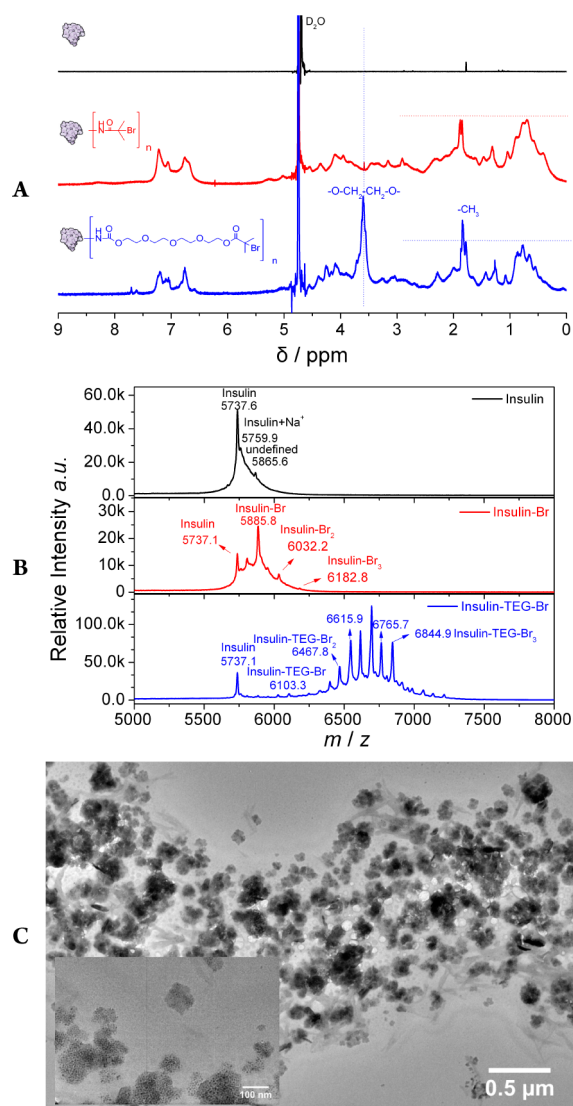 D2O
NH
O
Br
n
A
-O-CH2-CH2-O-
-CH3
NH
O
O
O
O
O
O
O
Br
n
9 8 7 6 5 4 3 2 1 0
δ / ppm
B
Relative Intensity a.u.
60.0k
40.0k
20.0k
0.0
Insulin
5737.6
Insulin+Na+
5759.9
undefined
5865.6
Insulin
30k
20k
10k
0
Insulin
5737.1
Insulin-Br
5885.8
Insulin-Br2
6032.2
Insulin-Br3
6182.8
Insulin-Br
100.0k
50.0k
0.0
Insulin
5737.1
Insulin-TEG-Br
6103.3
Insulin-TEG-Br2
6467.8
6615.9
6765.7
6844.9 Insulin-TEG-Br3
Insulin-TEG-Br
5000 5500 6000 6500 7000 7500 8000
m / z
C
100 nm
0.5 μm